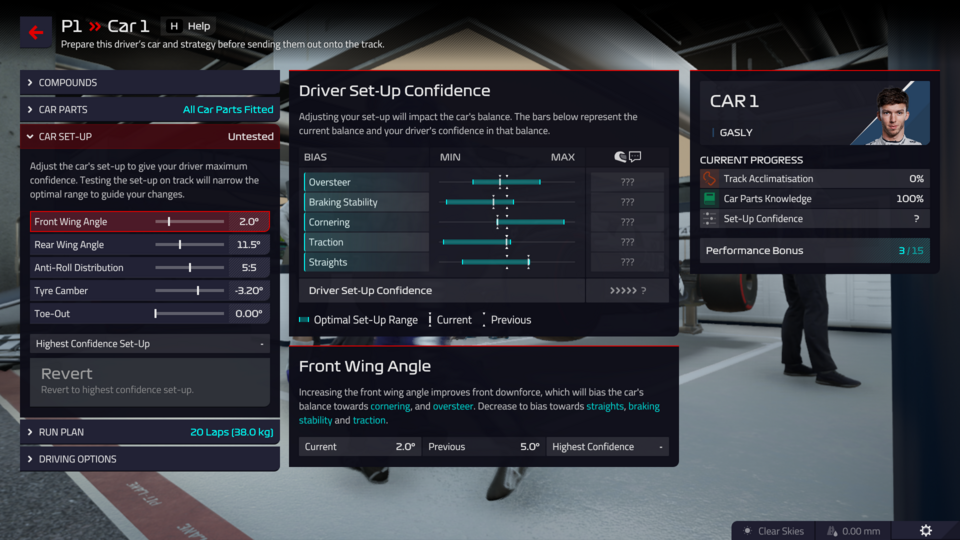 P1 >> Car 1
H Help
Prepare this driver's car and strategy before sending them out onto the track.
COMPOUNDS
CAR PARTS All Car Parts Fitted
CAR SET-UP Untested
Adjust the car's set-up to give your driver maximum
confidence. Testing the set-up on track will narrow the
optimal range to guide your changes.
Front Wing Angle 2.0°
Rear Wing Angle 11.5°
Anti-Roll Distribution 5:5
Tyre Camber -3.20°
Toe-Out 0.00°
Highest Confidence Set-Up -
Revert
Revert to highest confidence set-up.
RUN PLAN 20 Laps (38.0 kg)
DRIVING OPTIONS
Driver Set-Up Confidence
Adjusting your set-up will impact the car's balance. The bars below represent the
current balance and your driver's confidence in that balance.
BIAS MIN MAX
Oversteer ???
Braking Stability ???
Cornering ???
Traction ???
Straights ???
Driver Set-Up Confidence >>>>> ?
Optimal Set-Up Range Current Previous
Front Wing Angle
Increasing the front wing angle improves front downforce, which will bias the car's
balance towards cornering, and oversteer. Decrease to bias towards straights, braking
stability and traction.
Current 2.0° Previous 5.0° Highest Confidence -
CAR 1
GASLY
CURRENT PROGRESS
Track Acclimatisation 0%
Car Parts Knowledge 100%
Set-Up Confidence ?
Performance Bonus 3 / 15
PIT-LANE
LANE
Clear Skies 0.00 mm